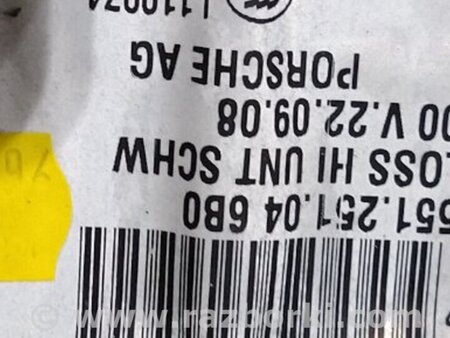 551.251.04 6B0
LOSS HI UNT SCHW
00 V.22.09.08
PORSCHE AG
www.razborki.com